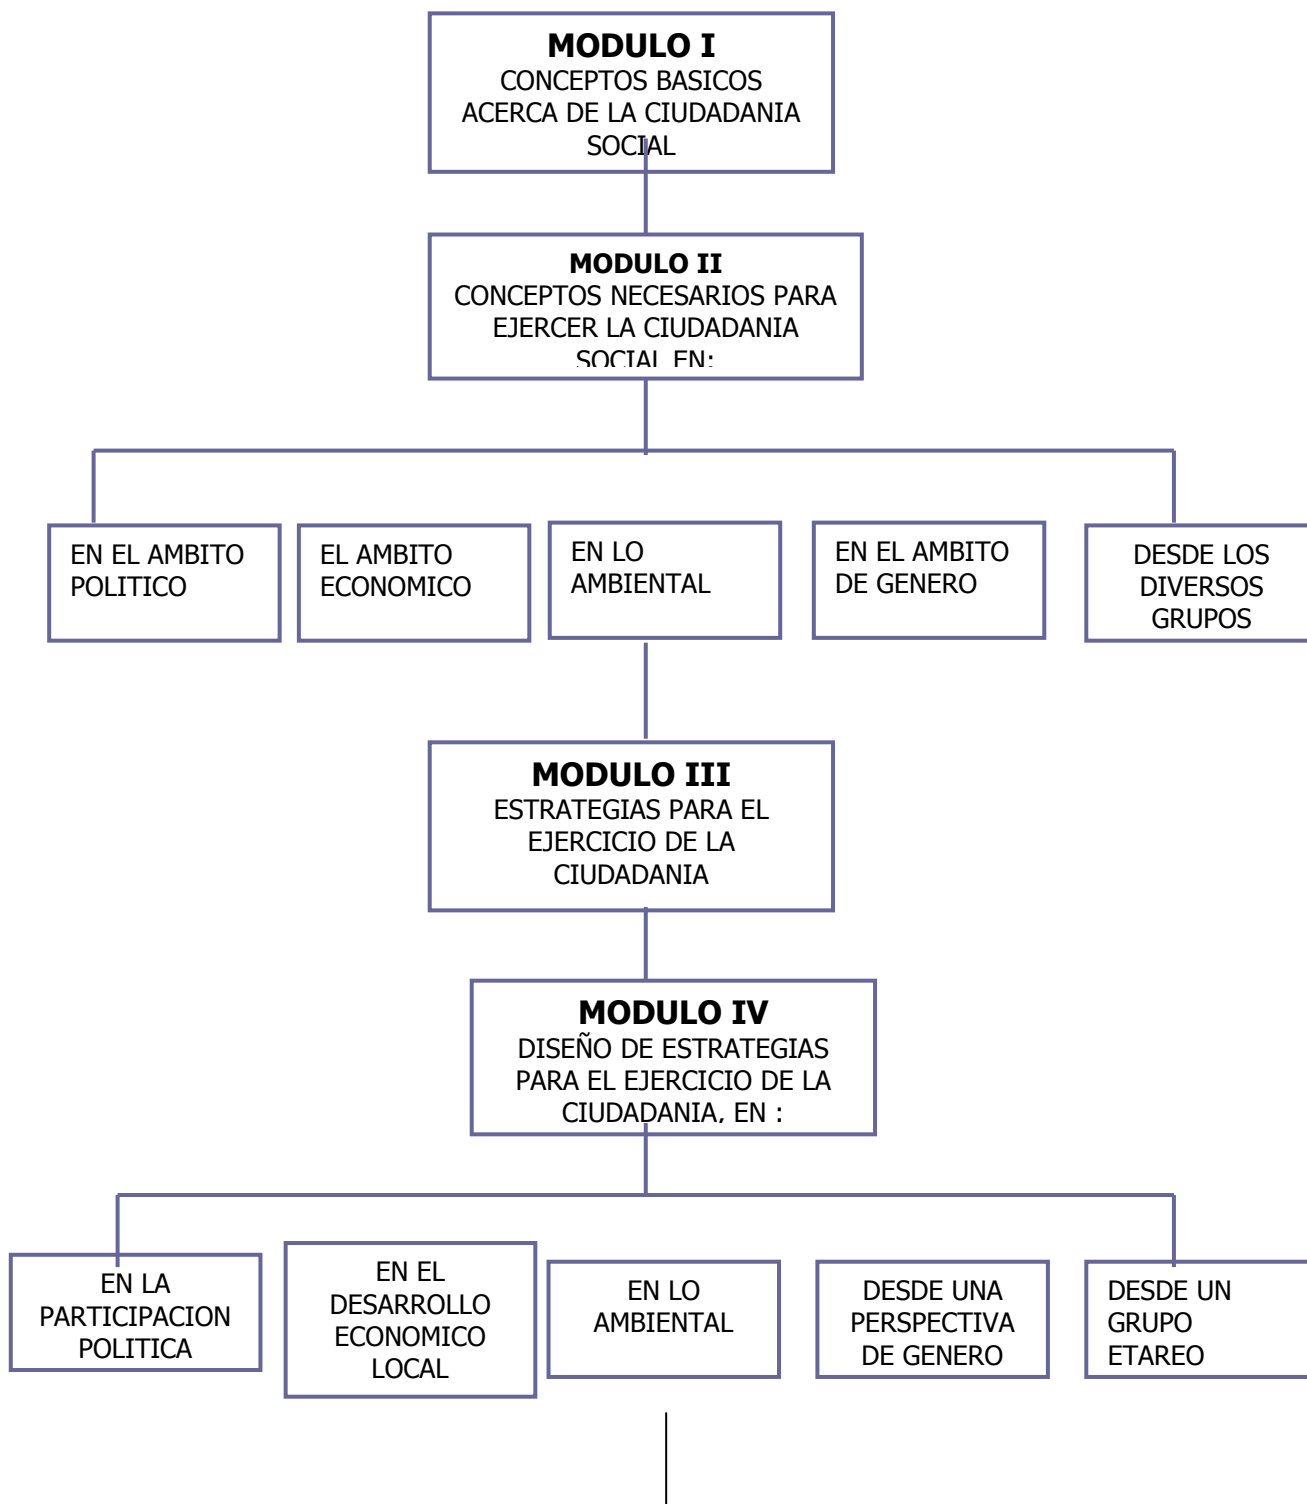 MODULO I
CONCEPTOS BASICOS
ACERCA DE LA CIUDADANIA
SOCIAL
MODULO II
CONCEPTOS NECESARIOS PARA
EJERCER LA CIUDADANIA
SOCIAL EN:
EN EL AMBITO
POLITICO
EL AMBITO
ECONOMICO
EN LO
AMBIENTAL
EN EL AMBITO
DE GENERO
DESDE LOS
DIVERSOS
GRUPOS
MODULO III
ESTRATEGIAS PARA EL
EJERCICIO DE LA
CIUDADANIA
MODULO IV
DISEÑO DE ESTRATEGIAS
PARA EL EJERCICIO DE LA
CIUDADANIA, EN :
EN LA
PARTICIPACION
POLITICA
EN EL
DESARROLLO
ECONOMICO
LOCAL
EN LO
AMBIENTAL
DESDE UNA
PERSPECTIVA
DE GENERO
DESDE UN
GRUPO
ETAREO